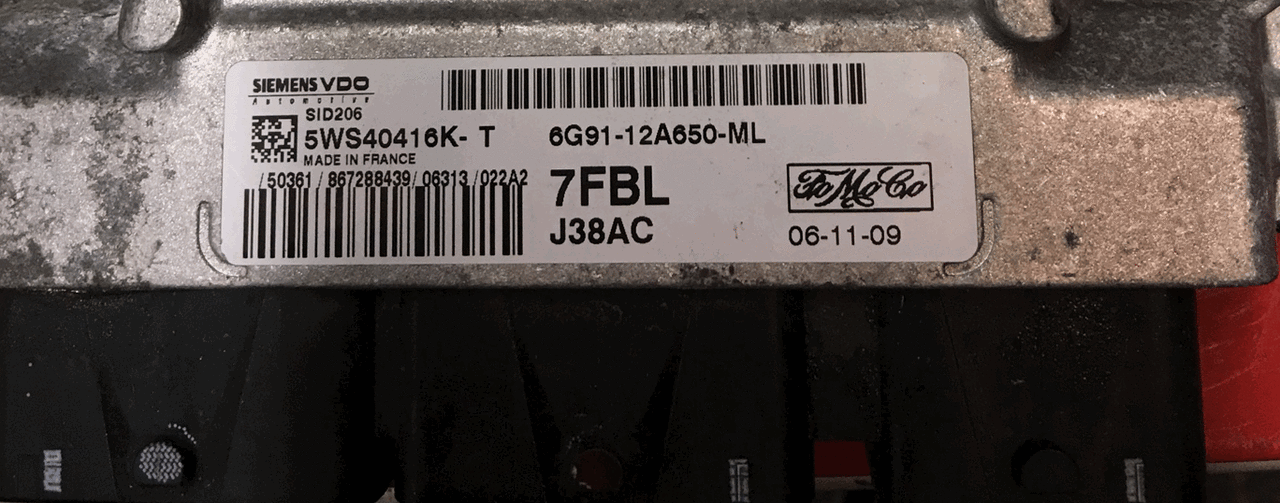 SIEMENS VDO
Automotive
SID206
5WS40416K- T 6G91-12A650-ML
MADE IN FRANCE
/ 50361 / 867288439 / 06313 / 022A2
7FBL
FoMoCo
J38AC
06-11-09